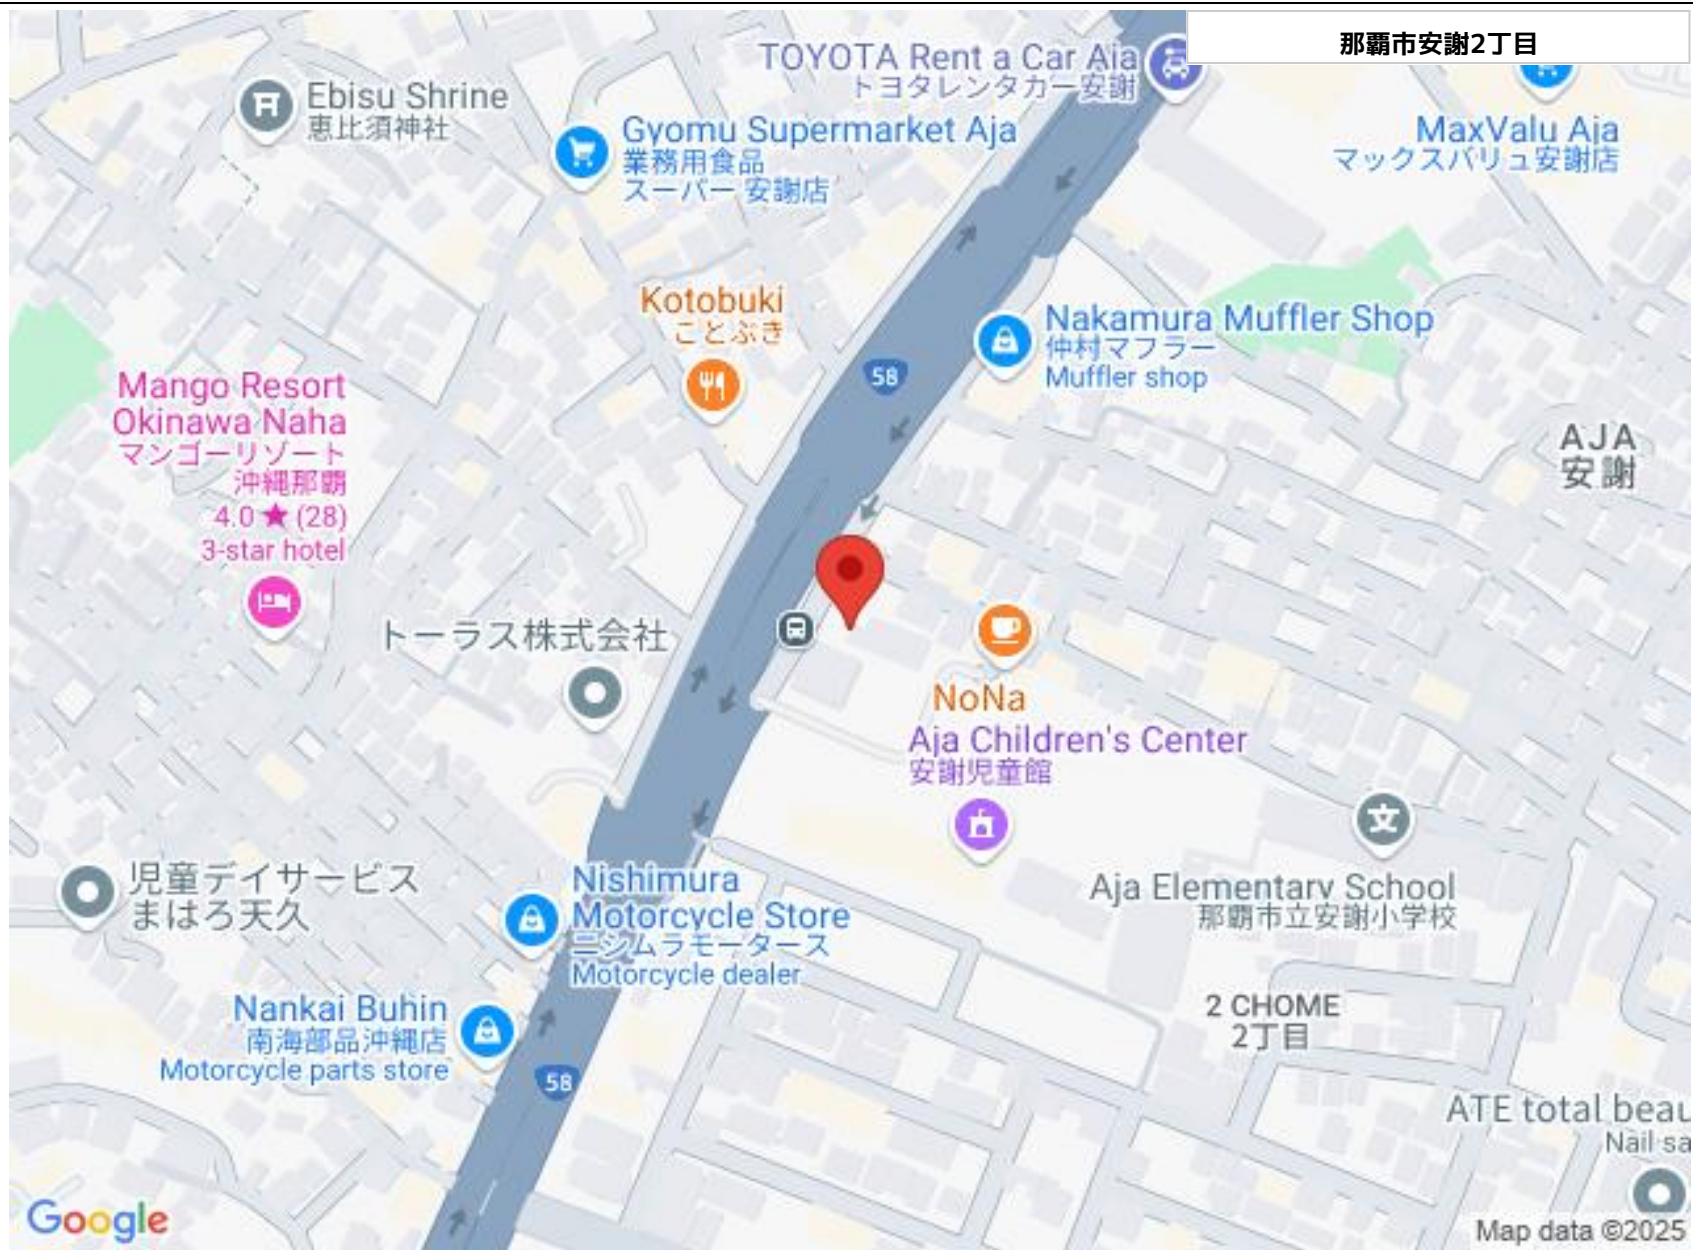 那覇市安謝2丁目
TOYOTA Rent a Car Aja
トヨタレンタカー安謝
Ebisu Shrine
恵比須神社
Gyomu Supermarket Aja
業務用食品
スーパー 安謝店
MaxValu Aja
マックスバリュ安謝店
Kotobuki
ことぶき
58
Nakamura Muffler Shop
仲村マフラー
Muffler shop
Mango Resort
Okinawa Naha
マンゴーリゾート
沖縄那覇
4.0 ★ (28)
3-star hotel
AJA
安謝
トーラス株式会社
NoNa
Aja Children's Center
安謝児童館
文
児童デイサービス
まはろ天久
Nishimura
Motorcycle Store
ニシムラモータース
Motorcycle dealer
Aja Elementary School
那覇市立安謝小学校
Nankai Buhin
南海部品沖縄店
Motorcycle parts store
2 CHOME
2丁目
58
ATE total beau
Nail sa
Google
Map data ©2025